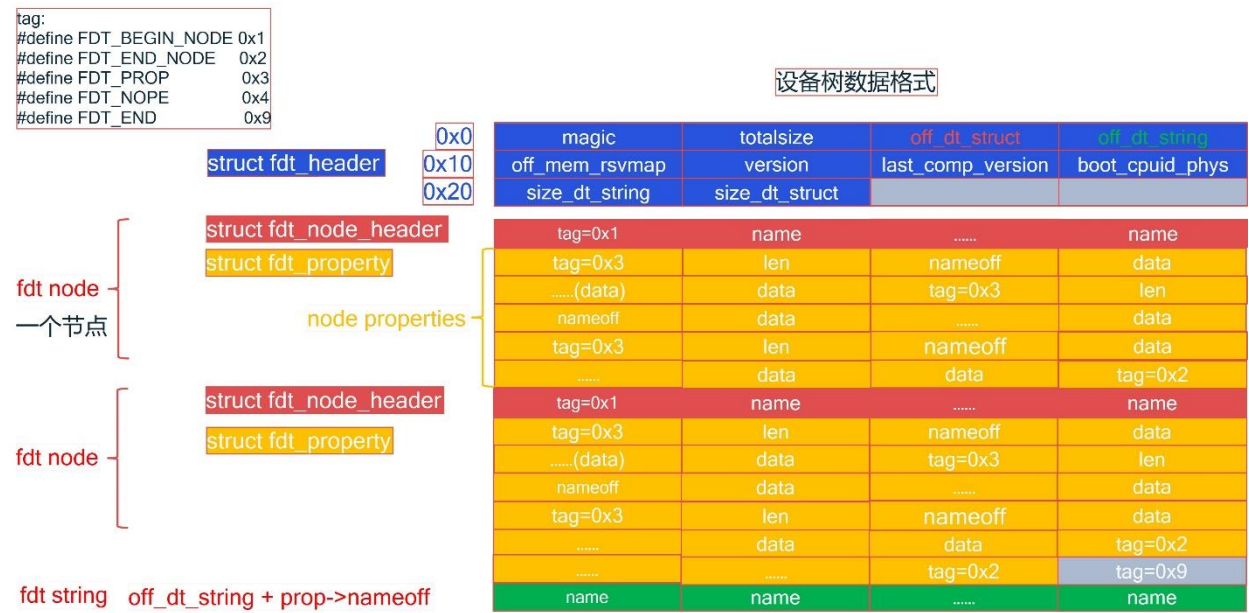 tag:
#define FDT_BEGIN_NODE 0x1
#define FDT_END_NODE 0x2
#define FDT_PROP 0x3
#define FDT_NOPE 0x4
#define FDT_END 0x9
设备树数据格式
0x0 magic totalsize off_dt_struct off_dt_string
struct fdt_header 0x10 off_mem_rsvmap version last_comp_version boot_cpuid_phys
0x20 size_dt_string size_dt_struct
struct fdt_node_header tag=0x1 name ...... name
struct fdt_property tag=0x3 len nameoff data
fdt node ......(data) data tag=0x3 len
一个节点 node properties nameoff data ...... data
tag=0x3 len nameoff data
...... data data tag=0x2
struct fdt_node_header tag=0x1 name ...... name
struct fdt_property tag=0x3 len nameoff data
fdt node ......(data) data tag=0x3 len
nameoff data ...... data
tag=0x3 len nameoff data
...... data data tag=0x2
...... ...... tag=0x2 tag=0x9
fdt string off_dt_string + prop->nameoff name name ...... name